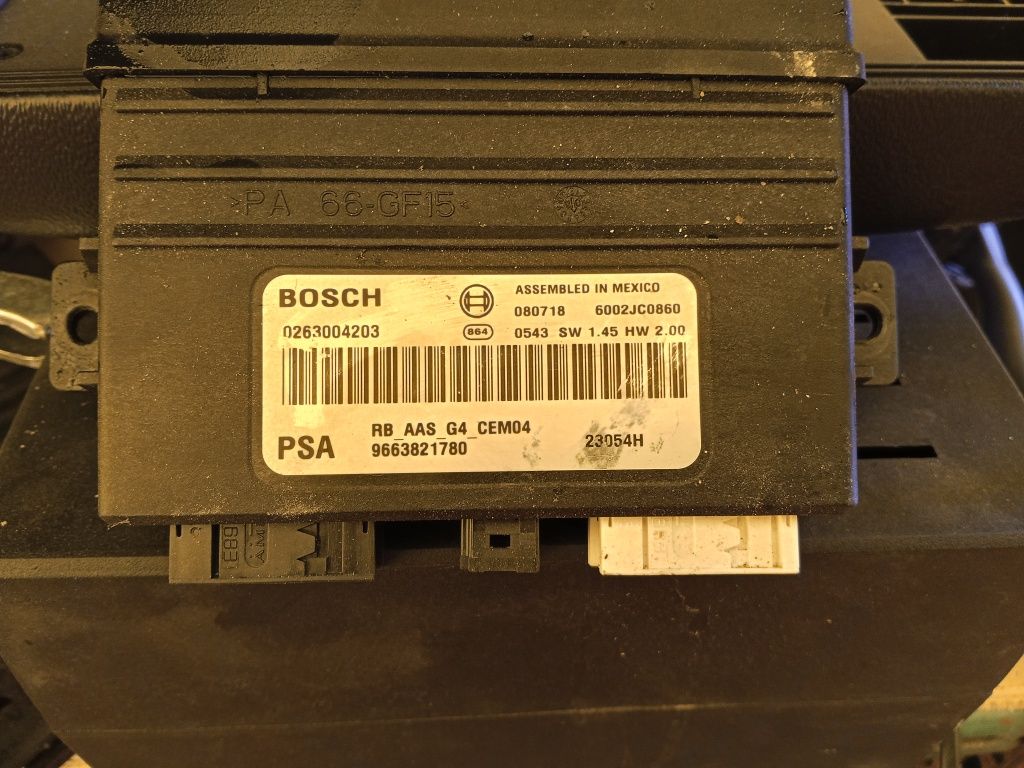 >PA 66-GF15<
BOSCH
ASSEMBLED IN MEXICO
080718 6002JC0860
0263004203
864
0543 SW 1.45 HW 2.00
RB_AAS_G4_CEM04
PSA
9663821780
23054H